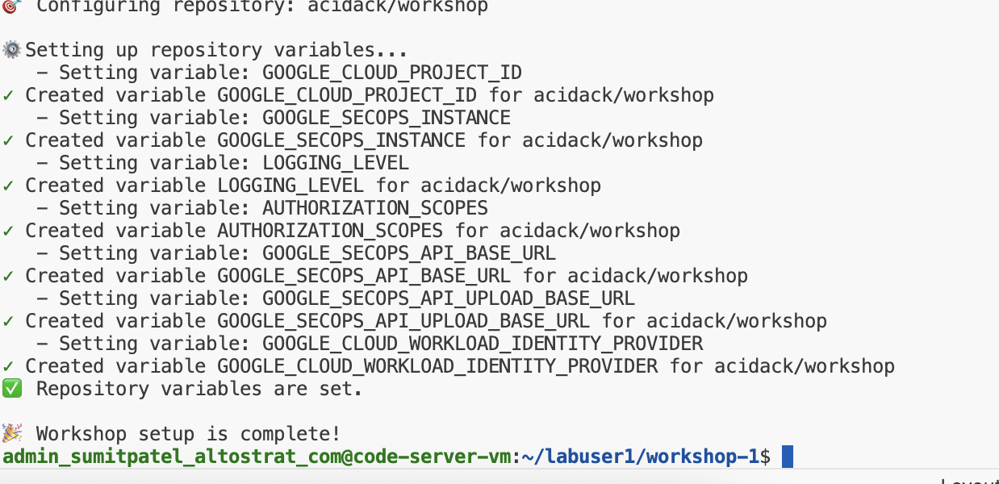 🎯 Configuring repository: acidack/workshop
⚙️Setting up repository variables...
– Setting variable: GOOGLE_CLOUD_PROJECT_ID
✓ Created variable GOOGLE_CLOUD_PROJECT_ID for acidack/workshop
– Setting variable: GOOGLE_SECOPS_INSTANCE
✓ Created variable GOOGLE_SECOPS_INSTANCE for acidack/workshop
– Setting variable: LOGGING_LEVEL
✓ Created variable LOGGING_LEVEL for acidack/workshop
– Setting variable: AUTHORIZATION_SCOPES
✓ Created variable AUTHORIZATION_SCOPES for acidack/workshop
– Setting variable: GOOGLE_SECOPS_API_BASE_URL
✓ Created variable GOOGLE_SECOPS_API_BASE_URL for acidack/workshop
– Setting variable: GOOGLE_SECOPS_API_UPLOAD_BASE_URL
✓ Created variable GOOGLE_SECOPS_API_UPLOAD_BASE_URL for acidack/workshop
– Setting variable: GOOGLE_CLOUD_WORKLOAD_IDENTITY_PROVIDER
✓ Created variable GOOGLE_CLOUD_WORKLOAD_IDENTITY_PROVIDER for acidack/workshop
✅ Repository variables are set.
🎉 Workshop setup is complete!
admin_sumitpatel_altostrat_com@code-server-vm:~/labuser1/workshop-1$